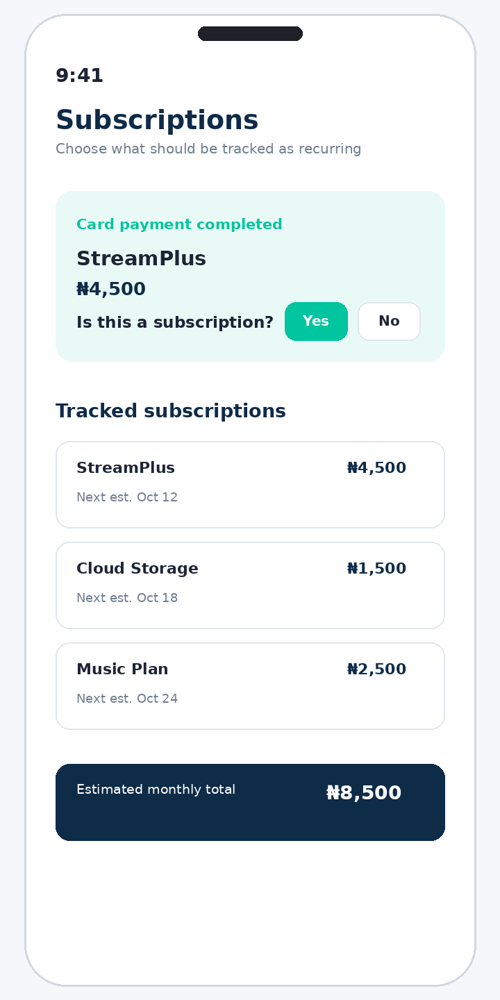 9:41
Subscriptions
Choose what should be tracked as recurring
Card payment completed
StreamPlus
₦4,500
Is this a subscription? Yes No
Tracked subscriptions
StreamPlus ₦4,500
Next est. Oct 12
Cloud Storage ₦1,500
Next est. Oct 18
Music Plan ₦2,500
Next est. Oct 24
Estimated monthly total ₦8,500